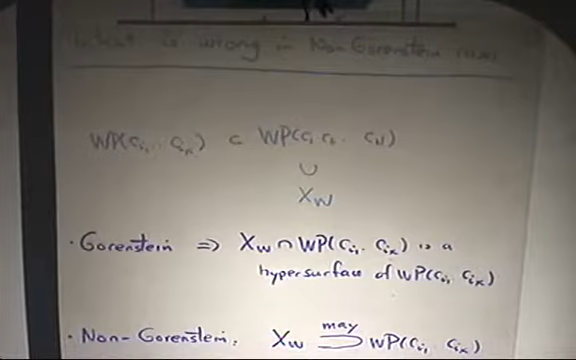 What is wrong in Non-Gorenstein case
WP(c_{i_1} .. c_{i_k}) ⊂ WP(c_1 c_2 .. c_N)
∪
X_W
· Gorenstein ⇒ X_W ∩ WP(c_{i_1} .. c_{i_k}) is a
hypersurface of WP(c_{i_1} .. c_{i_k})
· Non-Gorenstein, X_W may ⊃ WP(c_{i_1} .. c_{i_k})